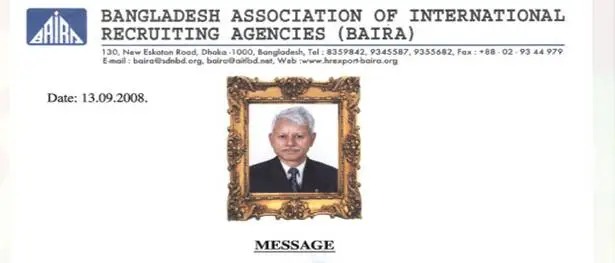 BANGLADESH ASSOCIATION OF INTERNATIONAL
RECRUITING AGENCIES (BAIRA)
BAIRA
130, New Eskaton Road, Dhaka -1000, Bangladesh, Tel : 8359842, 9345587, 9355682, Fax : +88 - 02 - 93 44 979
E-mail : baira@sdnbd.org, baira@aitlbd.net, Web :www.hrexport-baira.org
Date: 13.09.2008.
MESSAGE